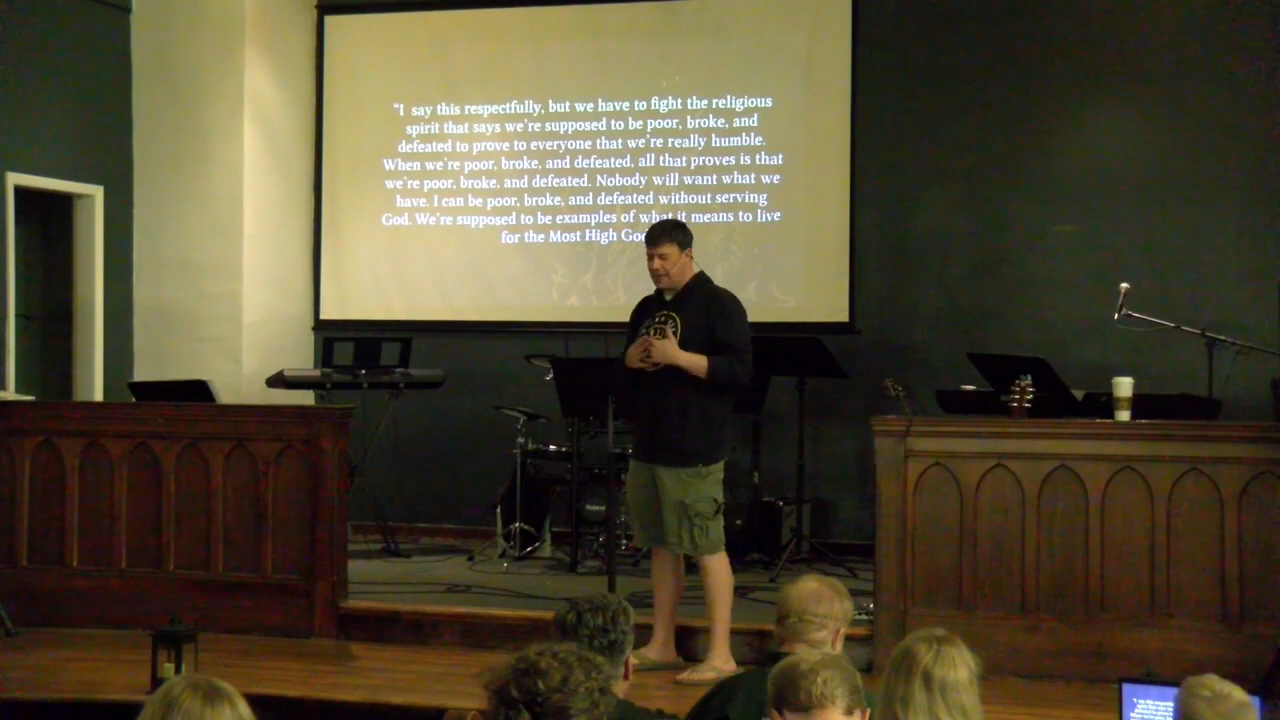 "I say this respectfully, but we have to fight the religious
spirit that says we're supposed to be poor, broke, and
defeated to prove to everyone that we're really humble.
When we're poor, broke, and defeated, all that proves is that
we're poor, broke, and defeated. Nobody will want what we
have. I can be poor, broke, and defeated without serving
God. We're supposed to be examples of what it means to live
for the Most High God
Roland